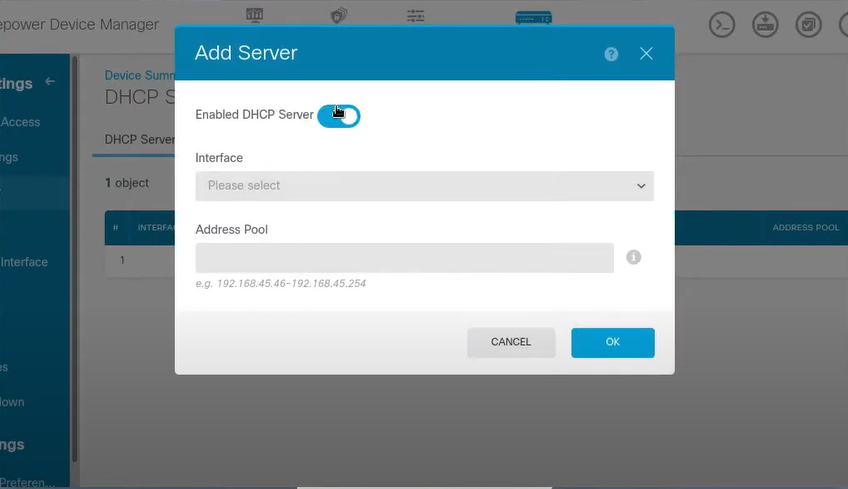 epower Device Manager
Add Server
?
tings
Device Summ
DHCP S
Access
Enabled DHCP Server
DHCP Server
ngs
Interface
1 object
Please select
# INTERFA
ADDRESS POOL
Address Pool
1
Interface
i
e.g. 192.168.45.46-192.168.45.254
CANCEL
OK
es
down
ngs
Preferen...